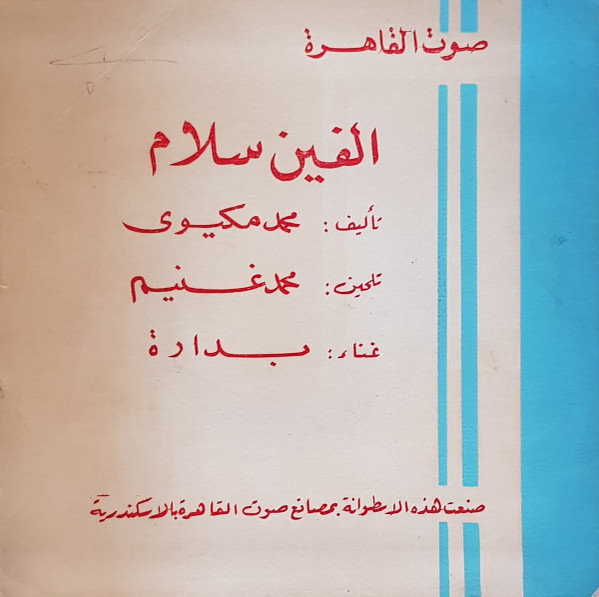 صوت القاهرة
الفين سلام
تأليف: محمد مكيوى
تلحين: محمد غنيم
غناء: بدارة
صنعت هذه الاسطوانة بمصانع صوت القاهرة بالاسكندرية